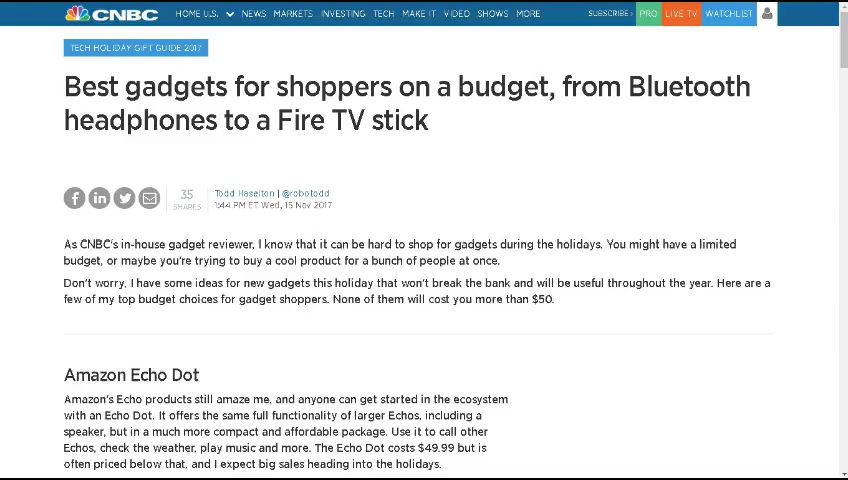 CNBC HOME U.S. NEWS MARKETS INVESTING TECH MAKE IT VIDEO SHOWS MORE SUBSCRIBE PRO LIVE TV WATCHLIST
TECH HOLIDAY GIFT GUIDE 2017
Best gadgets for shoppers on a budget, from Bluetooth
headphones to a Fire TV stick
35
SHARES
Todd Haselton | @robotodd
1:44 PM ET Wed, 15 Nov 2017
As CNBC's in-house gadget reviewer, I know that it can be hard to shop for gadgets during the holidays. You might have a limited
budget, or maybe you're trying to buy a cool product for a bunch of people at once.
Don't worry, I have some ideas for new gadgets this holiday that won't break the bank and will be useful throughout the year. Here are a
few of my top budget choices for gadget shoppers. None of them will cost you more than $50.
Amazon Echo Dot
Amazon's Echo products still amaze me, and anyone can get started in the ecosystem
with an Echo Dot. It offers the same full functionality of larger Echos, including a
speaker, but in a much more compact and affordable package. Use it to call other
Echos, check the weather, play music and more. The Echo Dot costs $49.99 but is
often priced below that, and I expect big sales heading into the holidays.